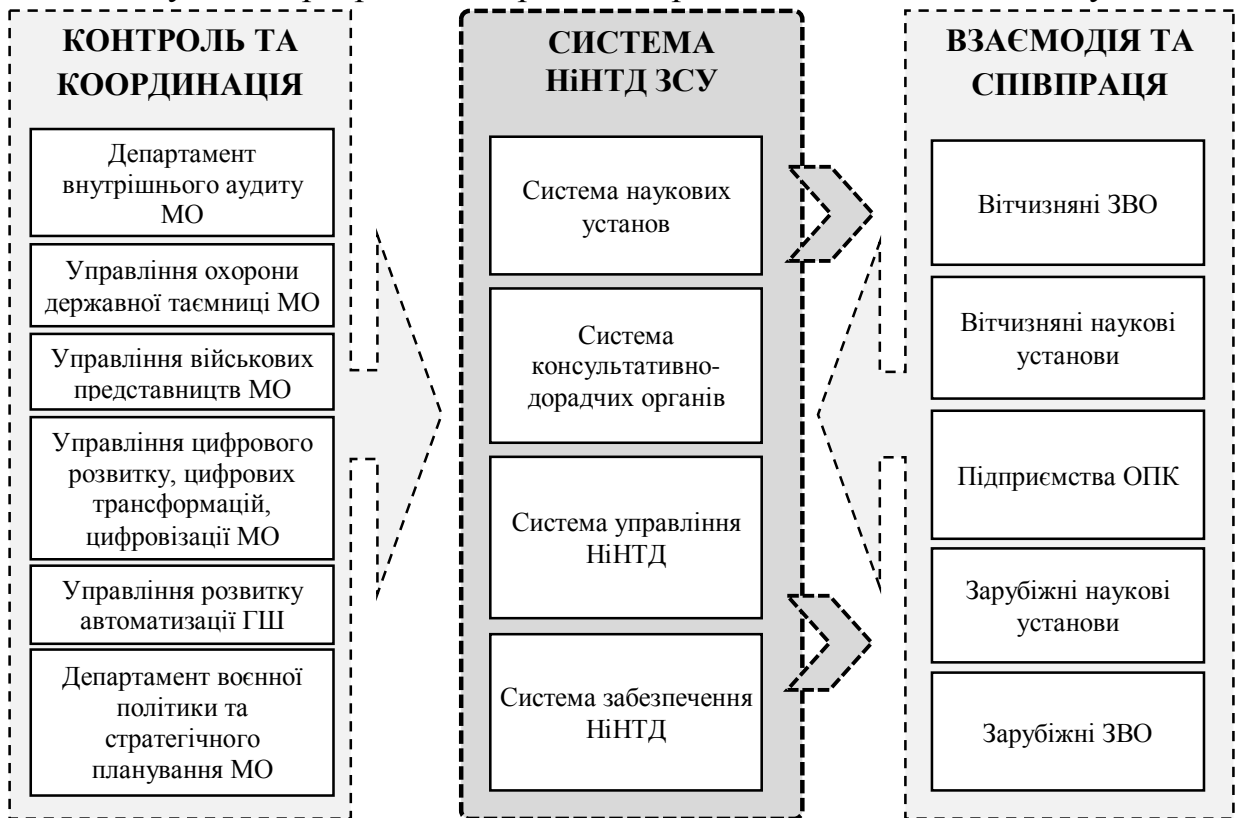 КОНТРОЛЬ ТА
КООРДИНАЦІЯ
Департамент
внутрішнього аудиту
МО
Управління охорони
державної таємниці МО
Управління військових
представництв МО
Управління цифрового
розвитку, цифрових
трансформацій,
цифровізації МО
Управління розвитку
автоматизації ГШ
Департамент воєнної
політики та
стратегічного
планування МО
СИСТЕМА
НіНТД ЗСУ
Система наукових
установ
Система
консультативно-
дорадчих органів
Система управління
НіНТД
Система забезпечення
НіНТД
ВЗАЄМОДІЯ ТА
СПІВПРАЦЯ
Вітчизняні ЗВО
Вітчизняні наукові
установи
Підприємства ОПК
Зарубіжні наукові
установи
Зарубіжні ЗВО